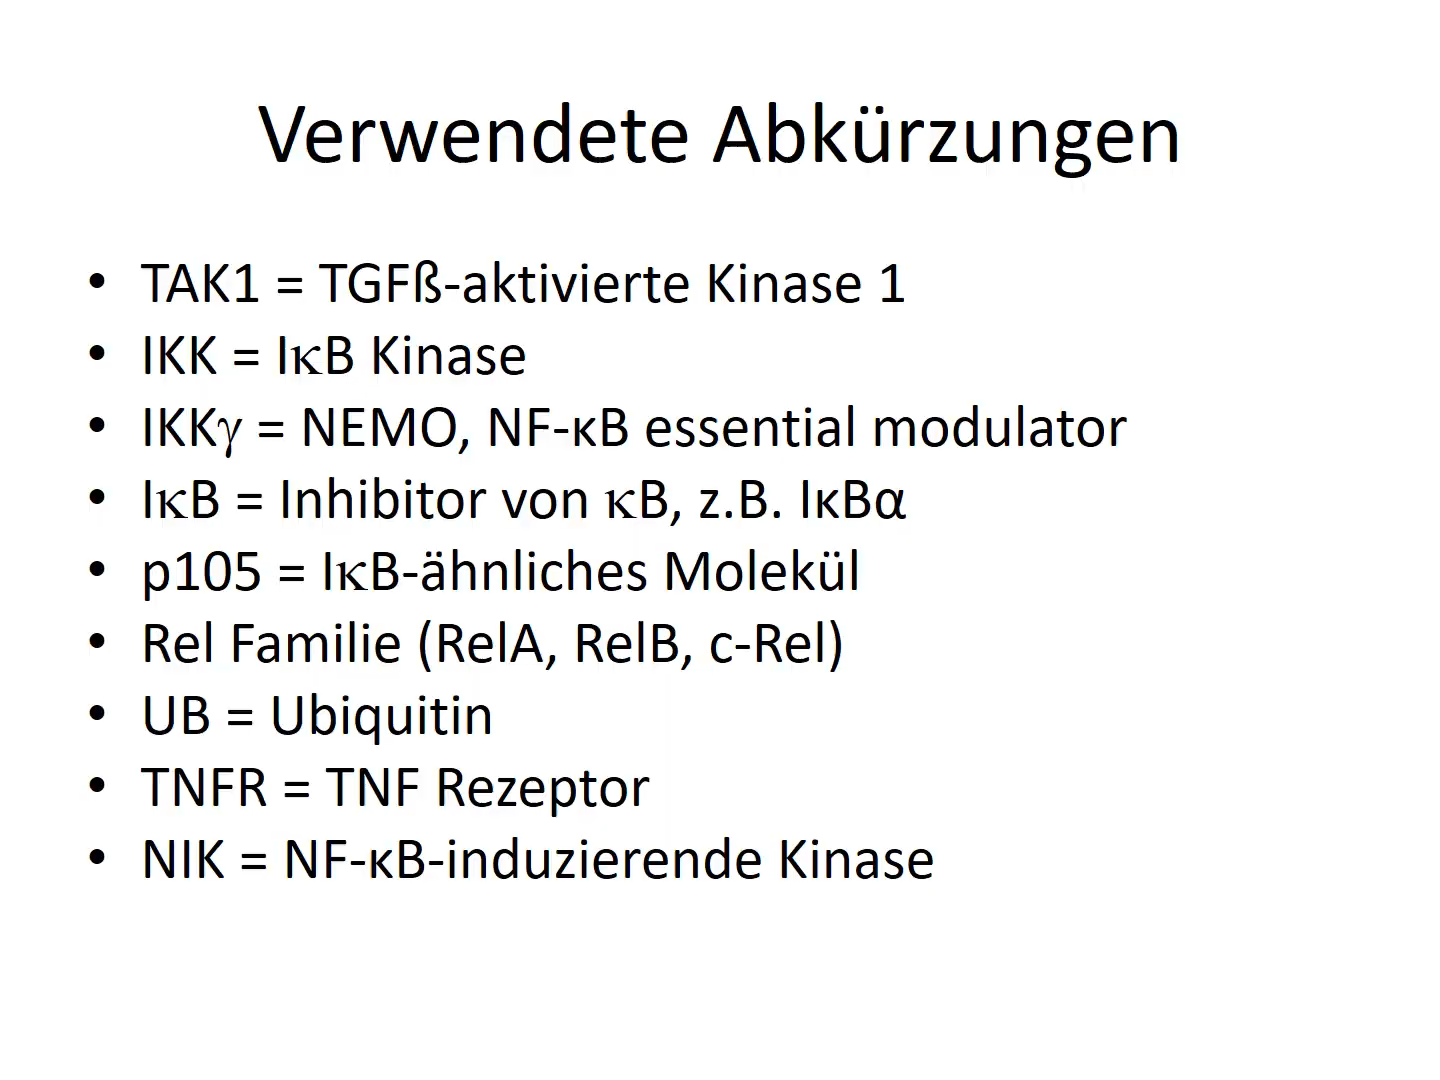 Verwendete Abkürzungen
• TAK1 = TGFß-aktivierte Kinase 1
• IKK = IκB Kinase
• IKKγ = NEMO, NF-κB essential modulator
• IκB = Inhibitor von κB, z.B. IκBα
• p105 = IκB-ähnliches Molekül
• Rel Familie (RelA, RelB, c-Rel)
• UB = Ubiquitin
• TNFR = TNF Rezeptor
• NIK = NF-κB-induzierende Kinase